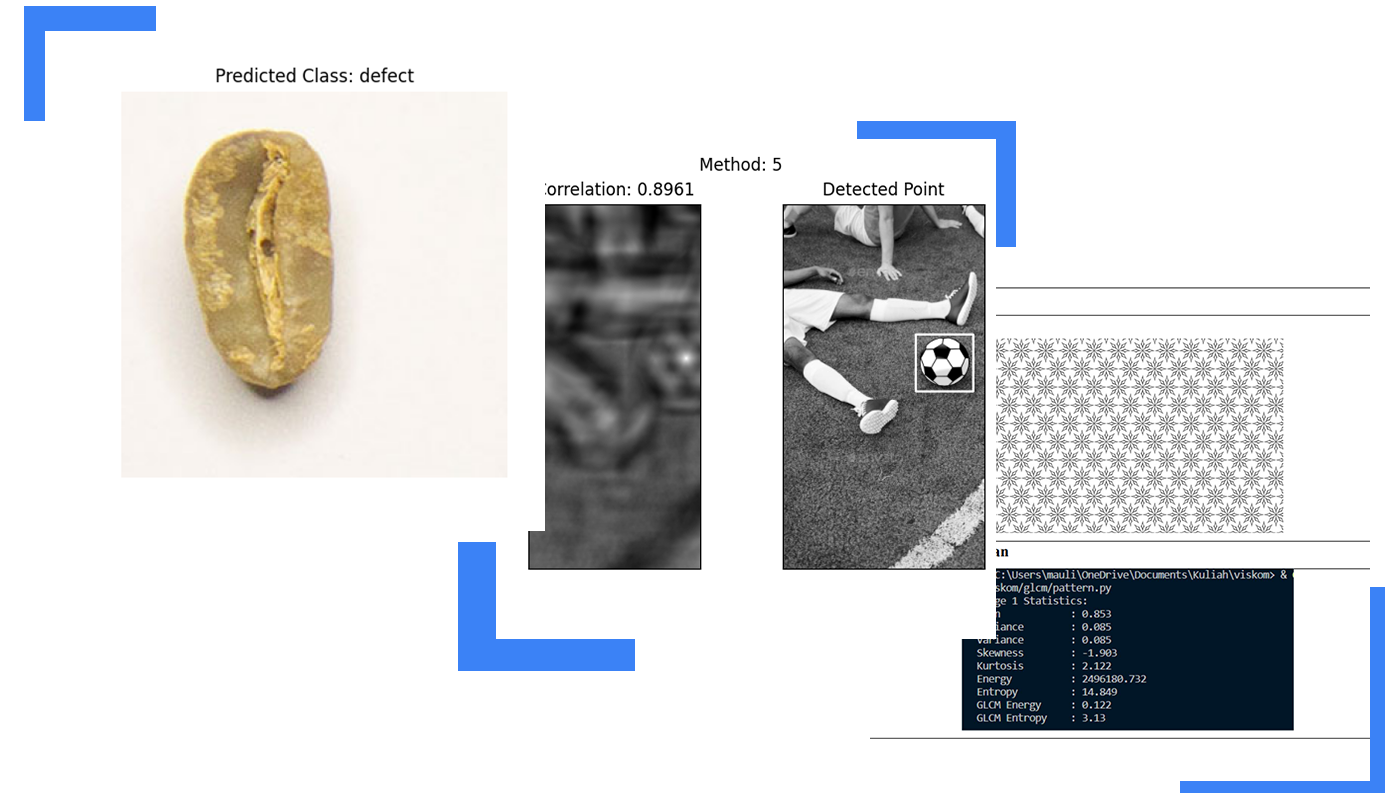 Predicted Class: defect
Method: 5
Correlation: 0.8961
Detected Point
an
c:\Users\mauli\OneDrive\Documents\Kuliah\viskom> &
skom/glcm/pattern.py
ge 1 Statistics:
n : 0.853
iance : 0.085
Variance : 0.085
Skewness : -1.903
Kurtosis : 2.122
Energy : 2496180.732
Entropy : 14.849
GLCM Energy : 0.122
GLCM Entropy : 3.13